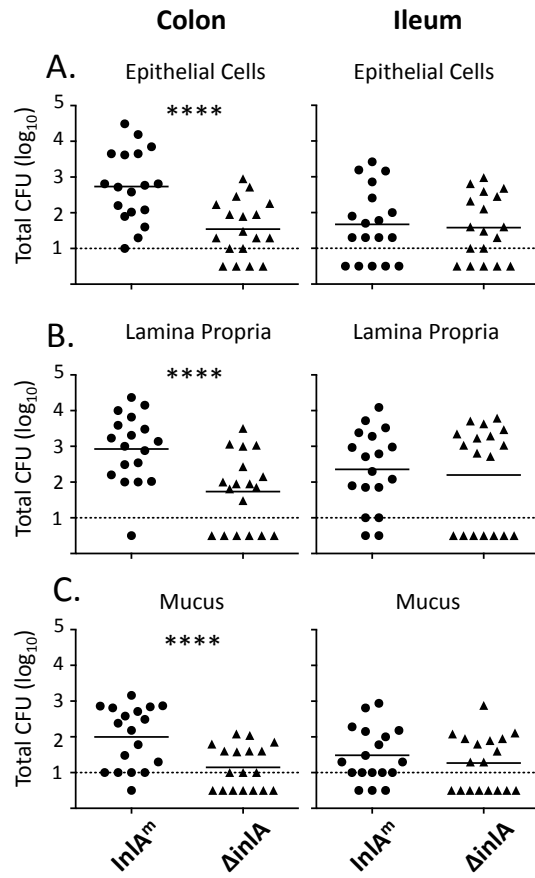 Colon Ileum
A.
Epithelial Cells Epithelial Cells
Total CFU (log10)
5
4
3
2
1
****
B.
Lamina Propria Lamina Propria
Total CFU (log10)
5
4
3
2
1
****
C.
Mucus Mucus
Total CFU (log10)
5
4
3
2
1
****
InlAm ΔinlA InlAm ΔinlA